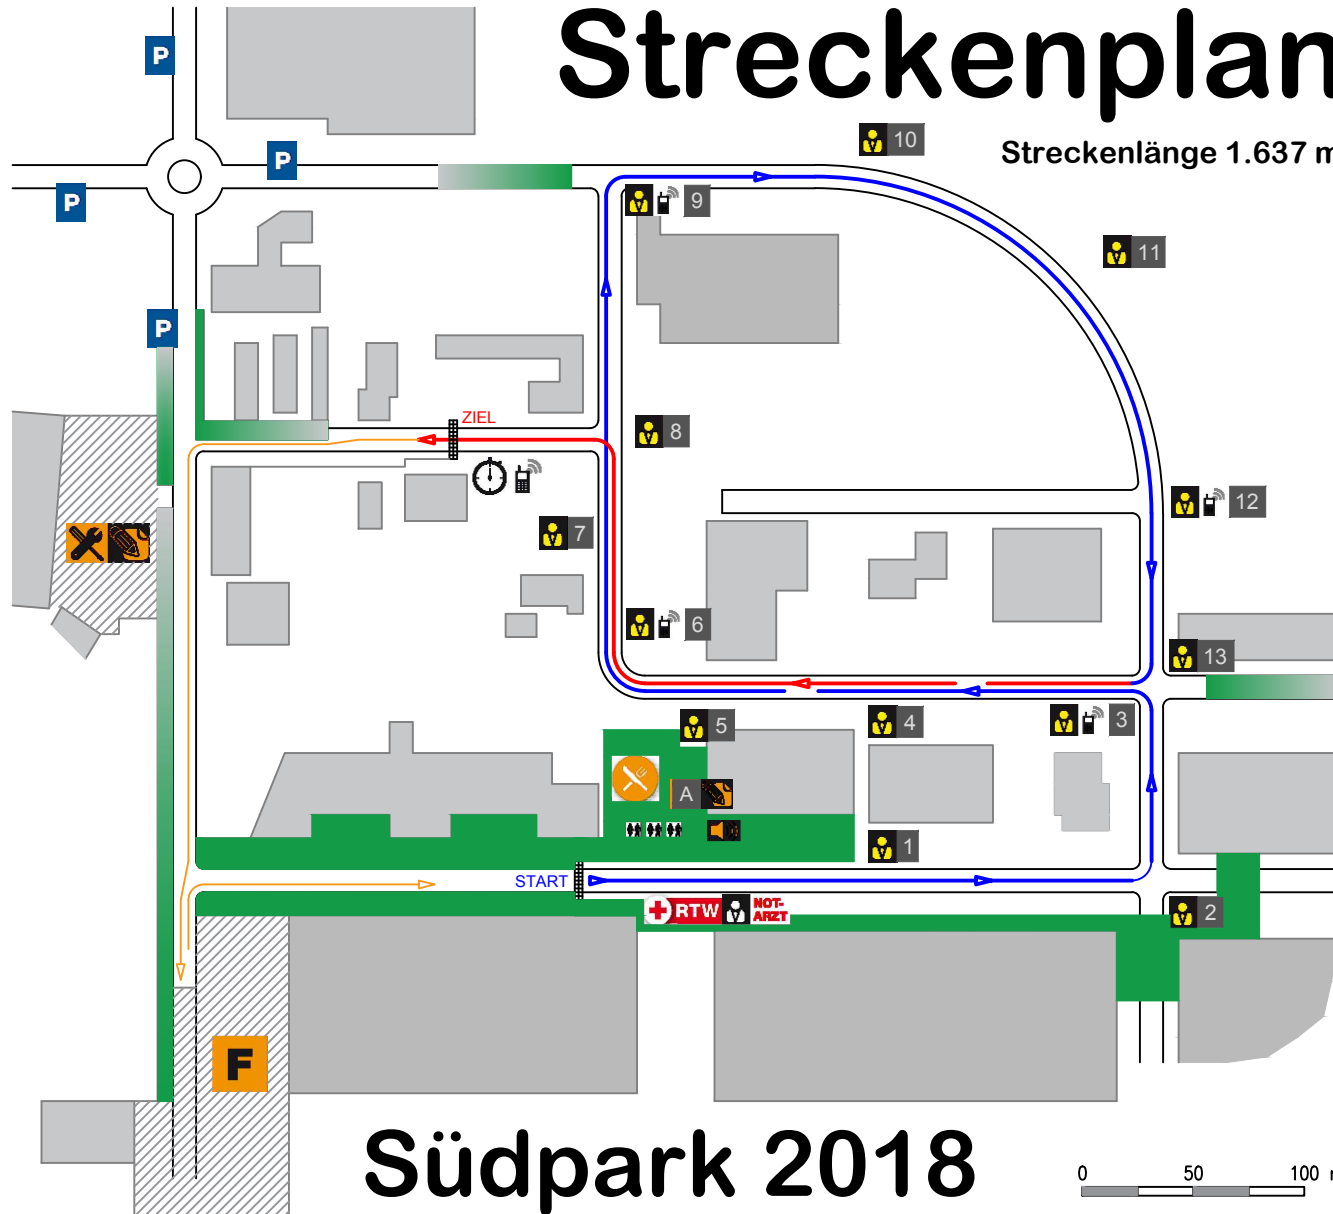 Streckenplan
Streckenlänge 1.637 m
P
P
P
P
10
9
11
ZIEL
8
12
7
6
13
5
4
3
A
1
START
RTW
NOT-
ARZT
2
F
Südpark 2018
0 50 100 m